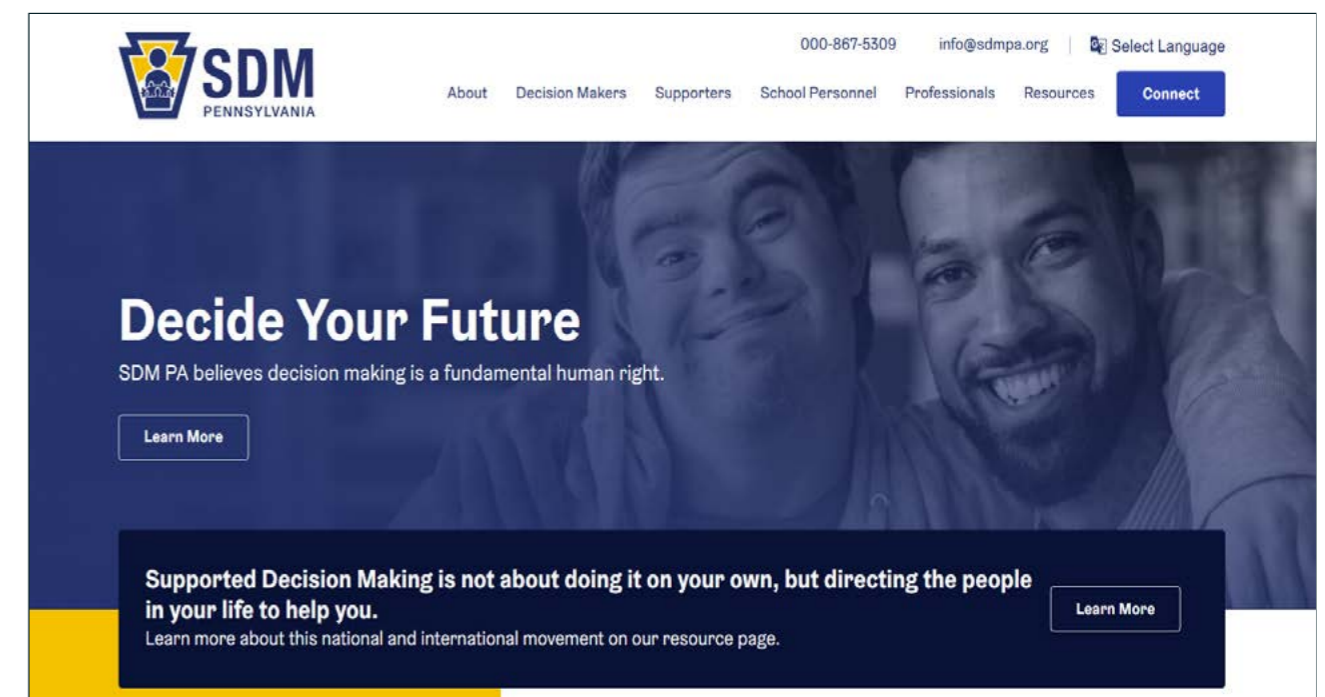 SDM
PENNSYLVANIA
000-867-5309 info@sdmpa.org Select Language
About Decision Makers Supporters School Personnel Professionals Resources Connect
Decide Your Future
SDM PA believes decision making is a fundamental human right.
Learn More
Supported Decision Making is not about doing it on your own, but directing the people
in your life to help you.
Learn more about this national and international movement on our resource page.
Learn More